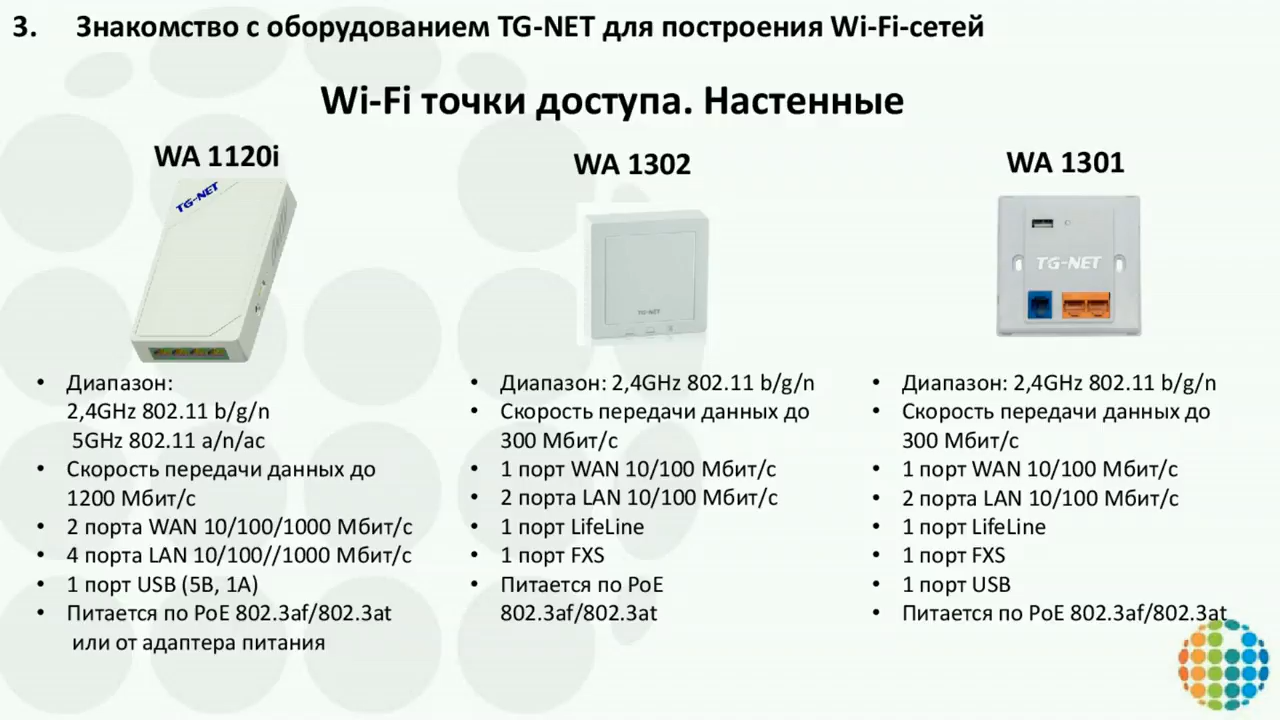 3. Знакомство с оборудованием TG-NET для построения Wi-Fi-сетей
Wi-Fi точки доступа. Настенные
WA 1120i
TG-NET
• Диапазон:
2,4GHz 802.11 b/g/n
5GHz 802.11 a/n/ac
• Скорость передачи данных до
1200 Мбит/с
• 2 порта WAN 10/100/1000 Мбит/с
• 4 порта LAN 10/100//1000 Мбит/с
• 1 порт USB (5В, 1А)
• Питается по PoE 802.3af/802.3at
или от адаптера питания
WA 1302
TG-NET
• Диапазон: 2,4GHz 802.11 b/g/n
• Скорость передачи данных до
300 Мбит/с
• 1 порт WAN 10/100 Мбит/с
• 2 порта LAN 10/100 Мбит/с
• 1 порт LifeLine
• 1 порт FXS
• Питается по PoE
802.3af/802.3at
WA 1301
TG-NET
• Диапазон: 2,4GHz 802.11 b/g/n
• Скорость передачи данных до
300 Мбит/с
• 1 порт WAN 10/100 Мбит/с
• 2 порта LAN 10/100 Мбит/с
• 1 порт LifeLine
• 1 порт FXS
• 1 порт USB
• Питается по PoE 802.3af/802.3at